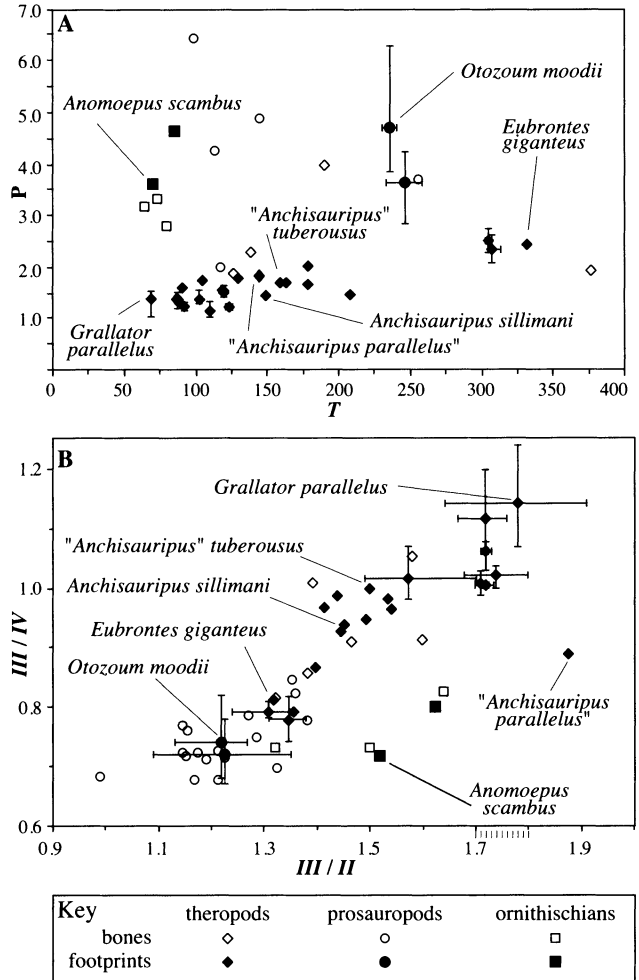 A
7.0
6.0
5.0
4.0
3.0
2.0
1.0
P
Otozoum moodii
Anomoepus scambus
Eubrontes
giganteus
"Anchisauripus"
tuberousus
Grallator
parallelus
Anchisauripus sillimani
"Anchisauripus parallelus"
0 50 100 150 200 250 300 350 400
T
B
1.2
1.0
0.8
0.6
III / IV
Grallator parallelus
"Anchisauripus" tuberousus
Anchisauripus sillimani
Eubrontes giganteus
Otozoum moodii
"Anchisauripus
parallelus"
Anomoepus
scambus
0.9 1.1 1.3 1.5 1.7 1.9
III / II
Key theropods prosauropods ornithischians
bones
footprints